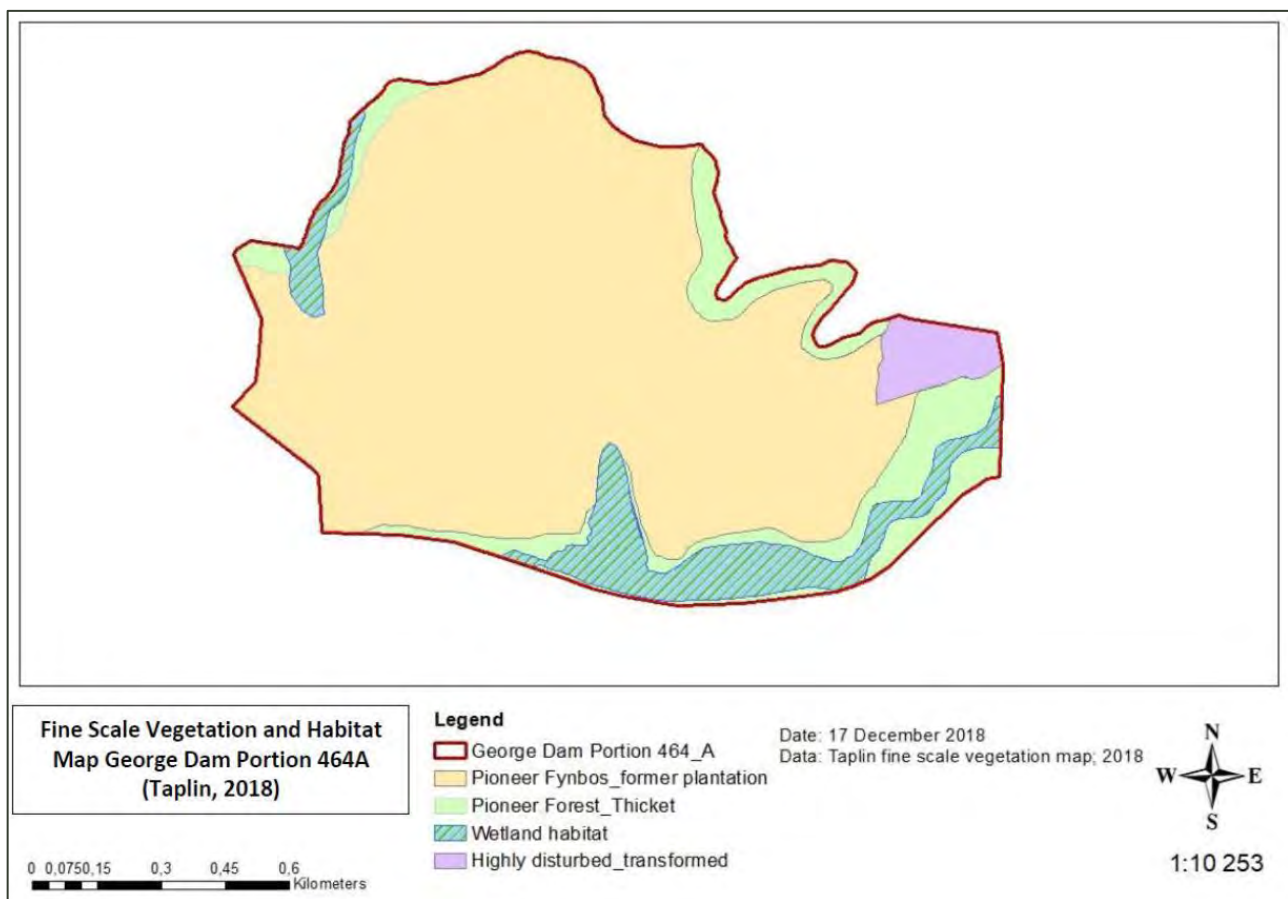 Fine Scale Vegetation and Habitat
Map George Dam Portion 464A
(Taplin, 2018)
0 0,0750,15 0,3 0,45 0,6
Kilometers
Legend
George Dam Portion 464_A
Pioneer Fynbos_former plantation
Pioneer Forest_Thicket
Wetland habitat
Highly disturbed_transformed
Date: 17 December 2018
Data: Taplin fine scale vegetation map; 2018
N
W E
S
1:10 253